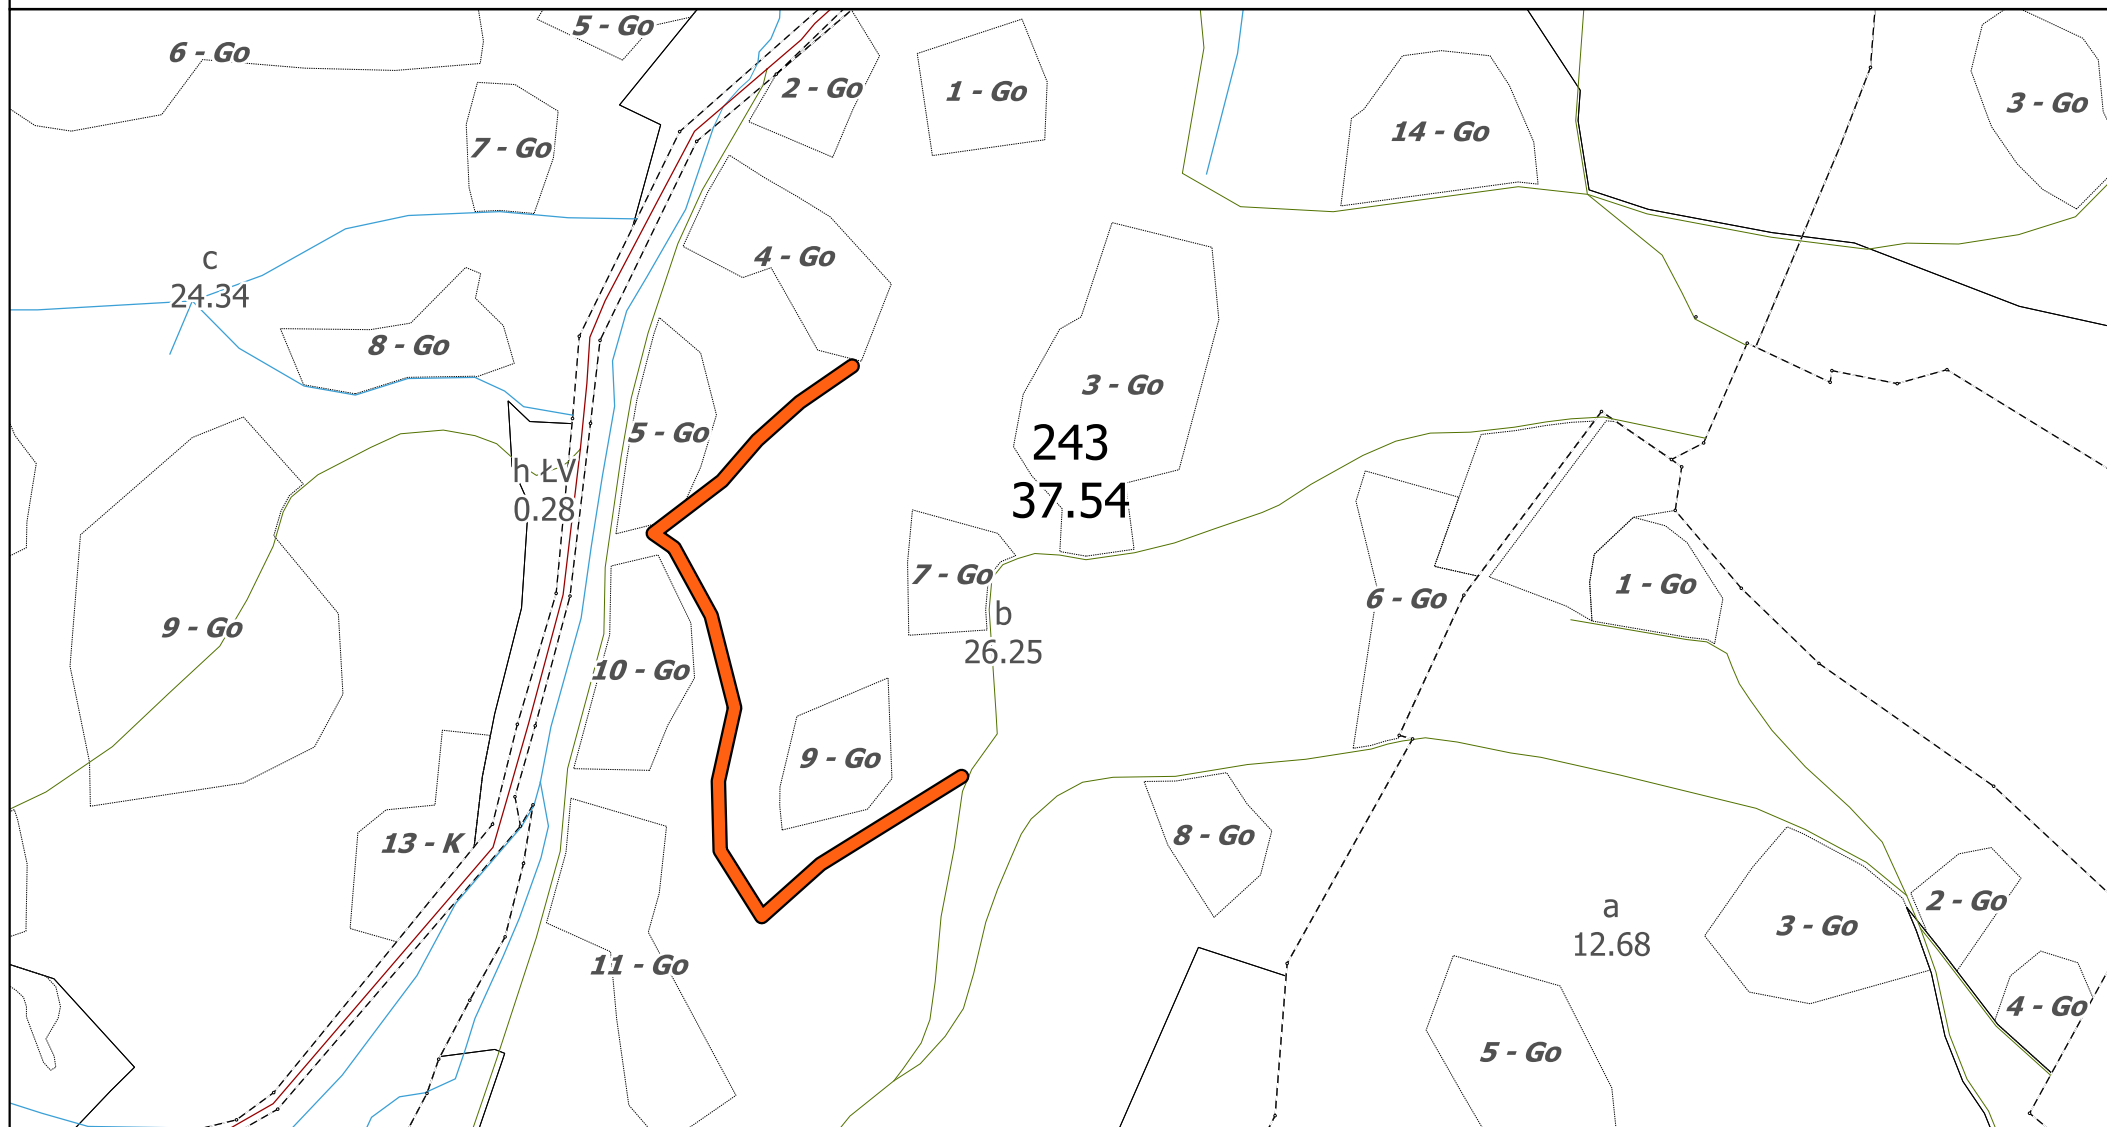 5 - Go
6 - Go
2 - Go
1 - Go
3 - Go
14 - Go
7 - Go
4 - Go
c
24.34
8 - Go
3 - Go
5 - Go
243
37.54
h ŁV
0.28
7 - Go
1 - Go
6 - Go
b
26.25
9 - Go
10 - Go
9 - Go
8 - Go
13 - K
2 - Go
a
12.68
3 - Go
11 - Go
4 - Go
5 - Go